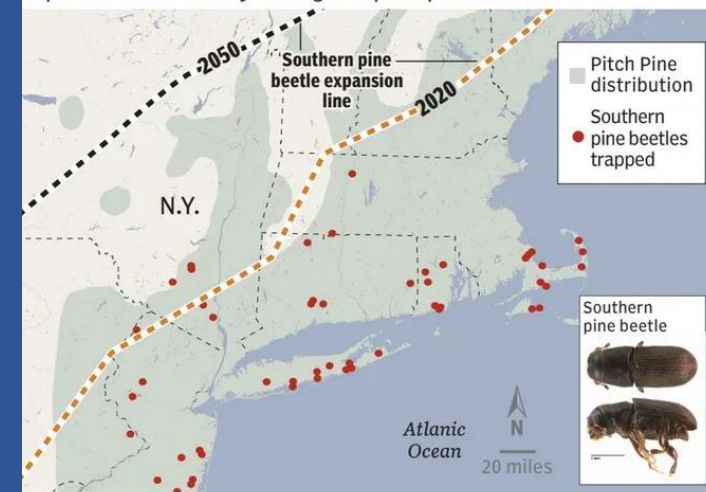 2050
Southern pine
beetle expansion
line
2020
Pitch Pine
distribution
Southern
pine beetles
trapped
N.Y.
Southern
pine beetle
Atlanic
Ocean
N
20 miles